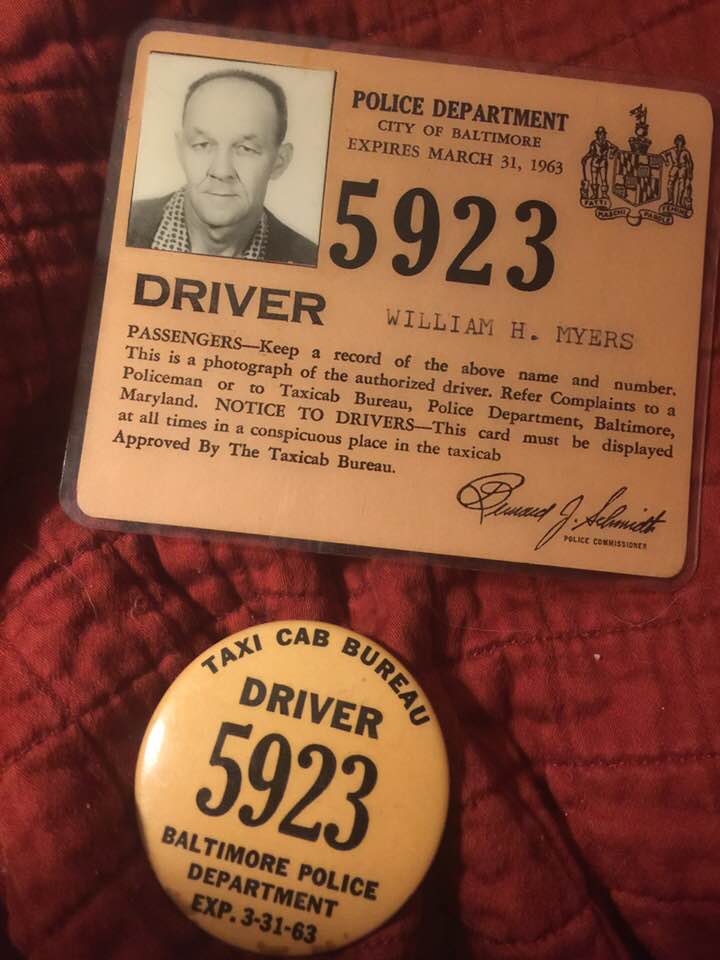 POLICE DEPARTMENT
CITY OF BALTIMORE
EXPIRES MARCH 31, 1963
5923
FATTI MASCHII PAROLE FEMINE
DRIVER
WILLIAM H. MYERS
PASSENGERS—Keep a record of the above name and number.
This is a photograph of the authorized driver. Refer Complaints to a
Policeman or to Taxicab Bureau, Police Department, Baltimore,
Maryland. NOTICE TO DRIVERS—This card must be displayed
at all times in a conspicuous place in the taxicab
Approved By The Taxicab Bureau.
Bernard J. Schmidt
POLICE COMMISSIONER
TAXI CAB BUREAU
DRIVER
5923
BALTIMORE POLICE
DEPARTMENT
EXP. 3-31-63